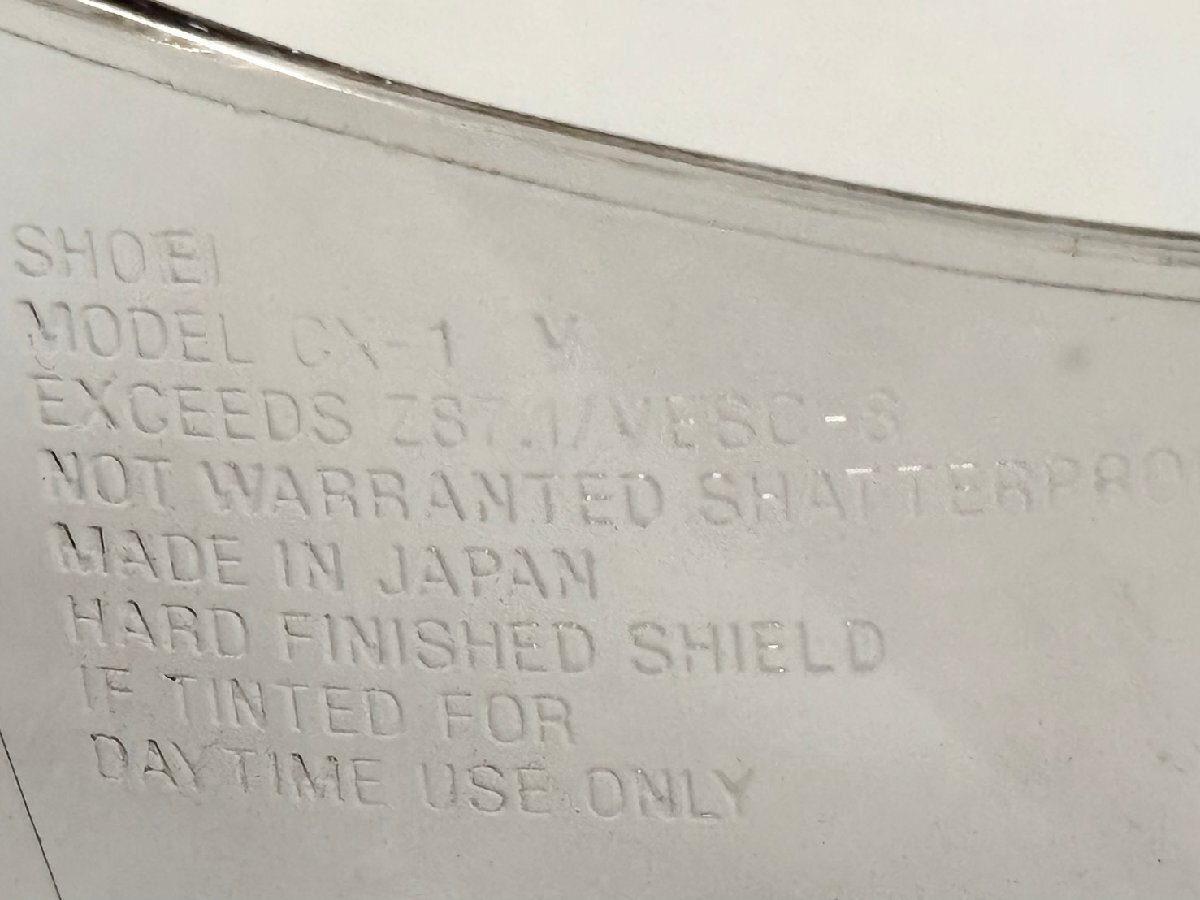 SHOEI
MODEL CX-1 V
EXCEEDS Z87.1/VESC-8
NOT WARRANTED SHATTERPROO
MADE IN JAPAN
HARD FINISHED SHIELD
IF TINTED FOR
DAYTIME USE ONLY